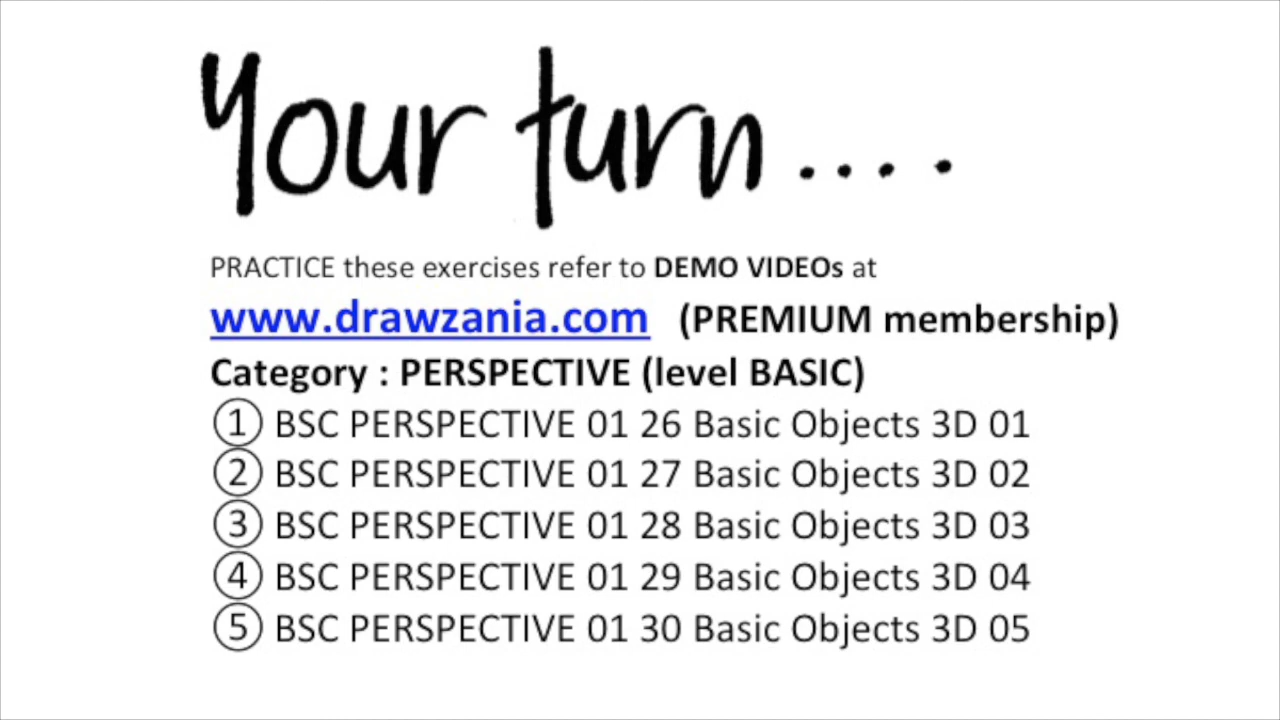 Your turn ....
PRACTICE these exercises refer to DEMO VIDEOs at
www.drawzania.com (PREMIUM membership)
Category : PERSPECTIVE (level BASIC)
① BSC PERSPECTIVE 01 26 Basic Objects 3D 01
② BSC PERSPECTIVE 01 27 Basic Objects 3D 02
③ BSC PERSPECTIVE 01 28 Basic Objects 3D 03
④ BSC PERSPECTIVE 01 29 Basic Objects 3D 04
⑤ BSC PERSPECTIVE 01 30 Basic Objects 3D 05